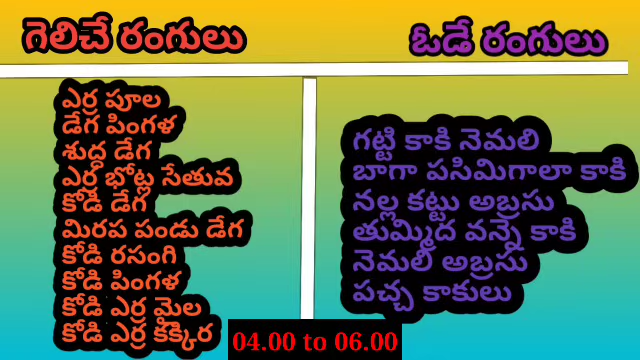 గెలిచే రంగులు
ఓడే రంగులు
ఎర్ర పూల
డేగ పింగళ
శుద్ధ డేగ
ఎర్ర భోట్ల సేతువ
కోడి డేగ
మిరప పండు డేగ
కోడి రసంగి
కోడి పింగళ
కోడి ఎర్ర మైల
కోడి ఎర్ర కక్కిర
గట్టి కాకి నెమలి
బాగా పసిమిగాలా కాకి
నల్ల కట్టు అబ్రసు
తుమ్మిద వన్నె కాకి
నెమలి అబ్రసు
పచ్చ కాకులు
04.00 to 06.00